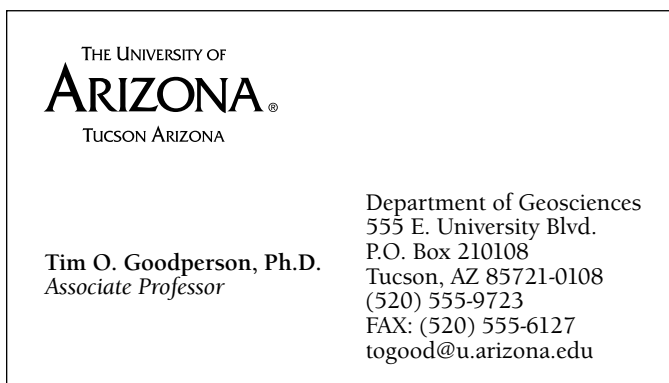 THE UNIVERSITY OF
ARIZONA®
TUCSON ARIZONA
Tim O. Goodperson, Ph.D.
Associate Professor
Department of Geosciences
555 E. University Blvd.
P.O. Box 210108
Tucson, AZ 85721-0108
(520) 555-9723
FAX: (520) 555-6127
togood@u.arizona.edu